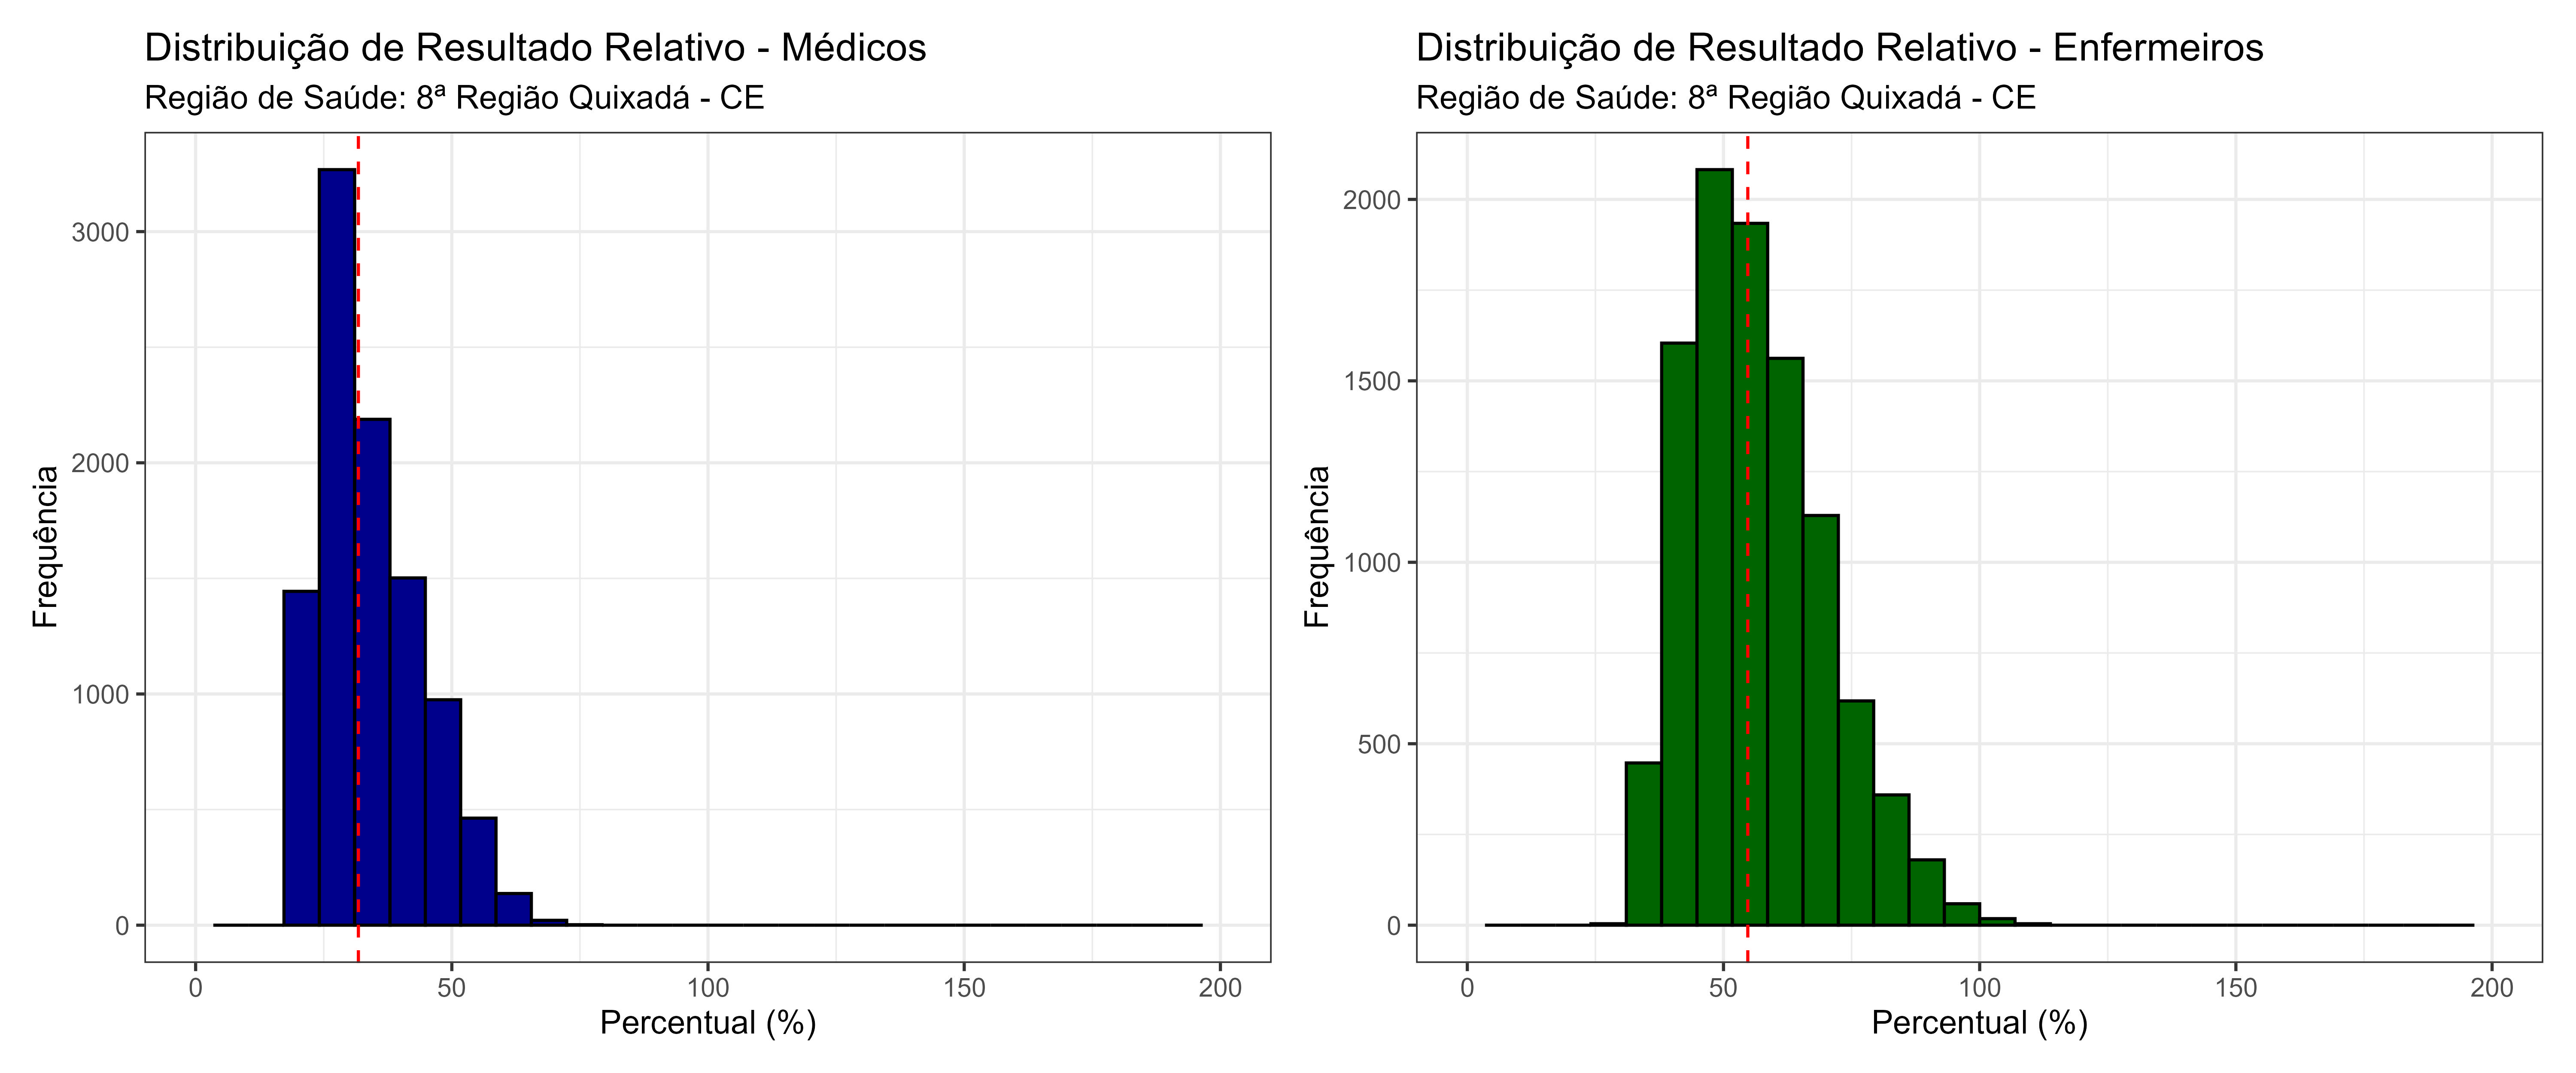 Distribuição de Resultado Relativo - Médicos
Região de Saúde: 8ª Região Quixadá - CE
3000
2000
1000
0
Frequência
0 50 100 150 200
Percentual (%)
Distribuição de Resultado Relativo - Enfermeiros
Região de Saúde: 8ª Região Quixadá - CE
2000
1500
1000
500
0
Frequência
0 50 100 150 200
Percentual (%)